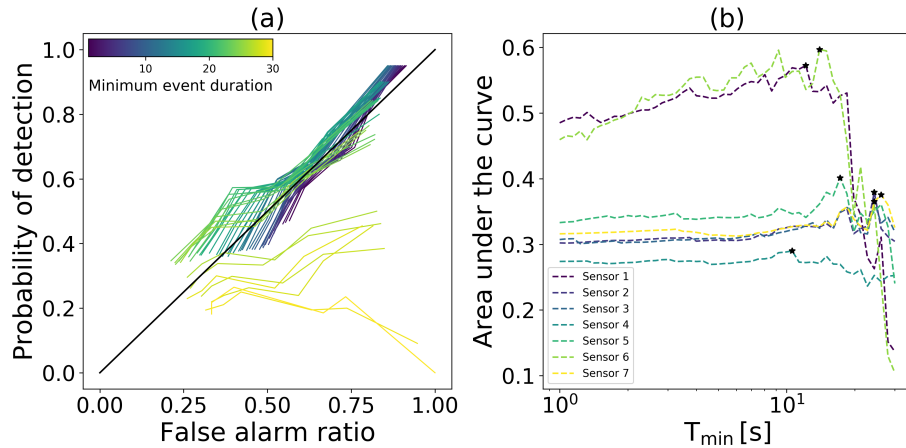 (a)
10 20 30
Minimum event duration
Probability of detection
1.0
0.8
0.6
0.4
0.2
0.0
0.00 0.25 0.50 0.75 1.00
False alarm ratio
(b)
Area under the curve
0.6
0.5
0.4
0.3
0.2
0.1
Sensor 1
Sensor 2
Sensor 3
Sensor 4
Sensor 5
Sensor 6
Sensor 7
10⁰ 10¹
T_min [s]